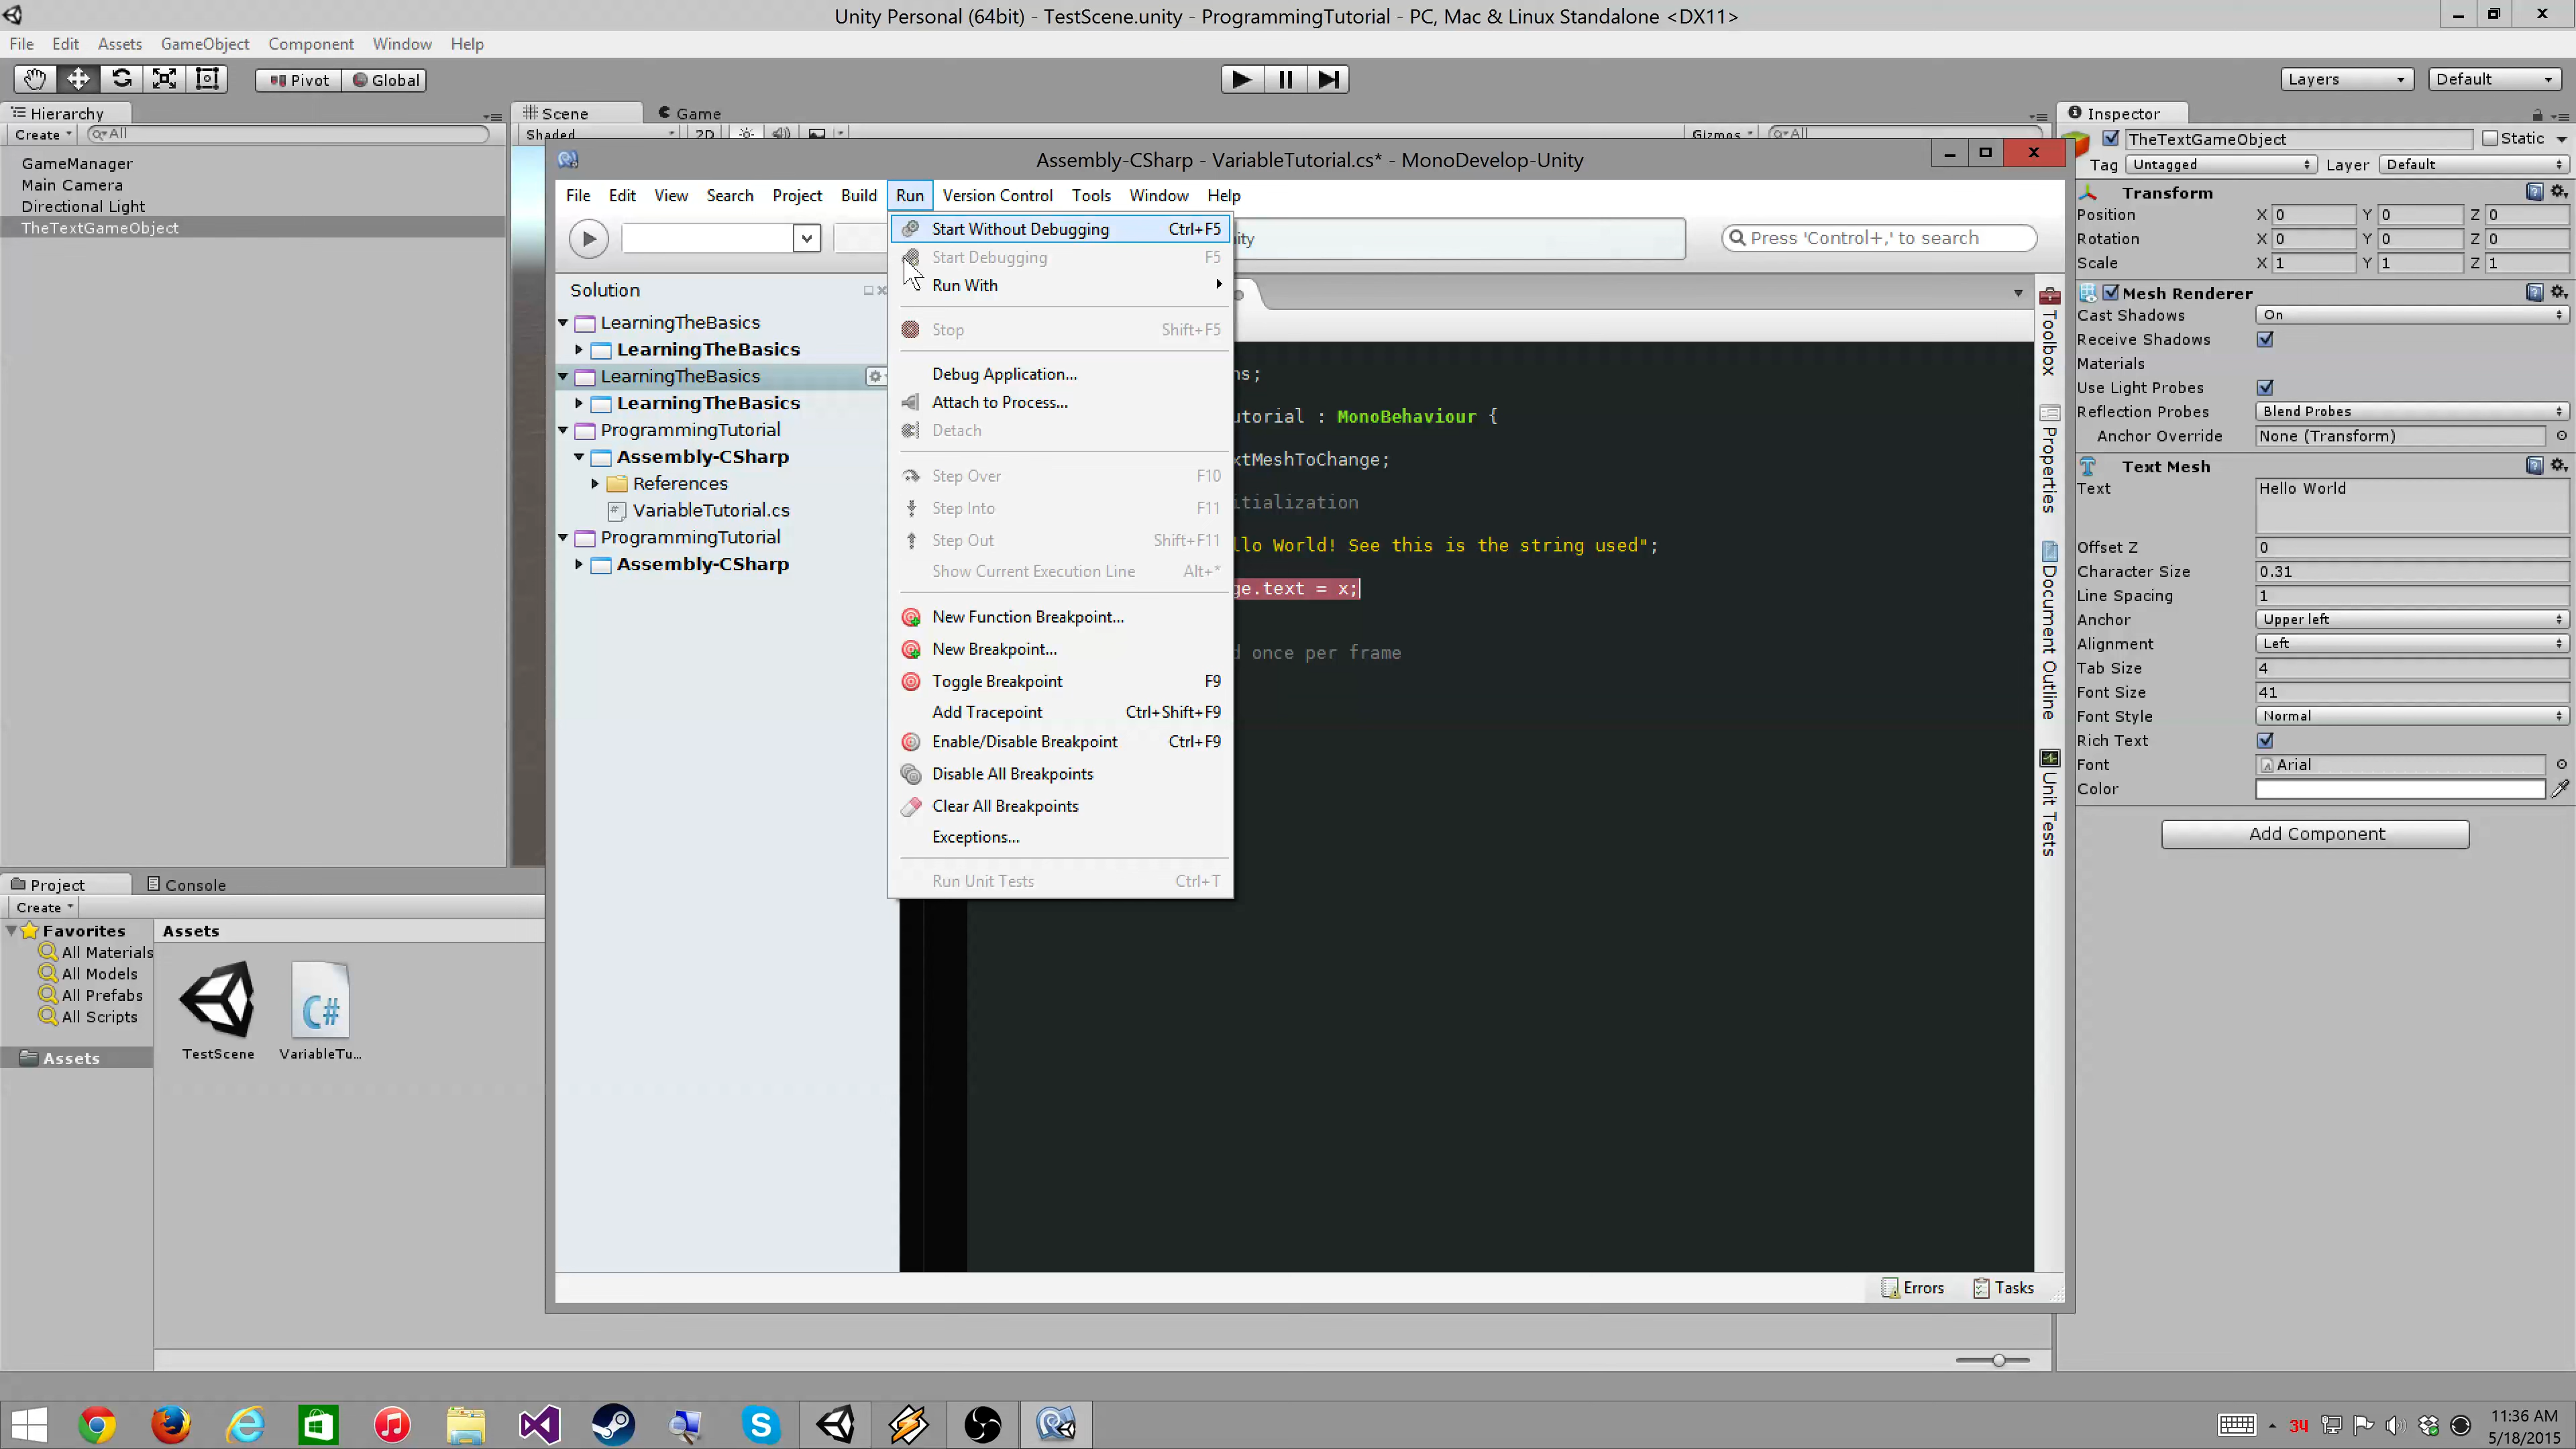 Unity Personal (64bit) - TestScene.unity - ProgrammingTutorial - PC, Mac & Linux Standalone <DX11>
File Edit Assets GameObject Component Window Help
Pivot Global Layers Default
Hierarchy
Create All
GameManager
Main Camera
Directional Light
TheTextGameObject
Scene Game
Shaded 2D Gizmos All
Assembly-CSharp - VariableTutorial.cs* - MonoDevelop-Unity
File Edit View Search Project Build Run Version Control Tools Window Help
ity
Press 'Control+,' to search
Solution
LearningTheBasics
LearningTheBasics
LearningTheBasics
LearningTheBasics
ProgrammingTutorial
Assembly-CSharp
References
VariableTutorial.cs
ProgrammingTutorial
Assembly-CSharp
Start Without Debugging Ctrl+F5
Start Debugging F5
Run With
Stop Shift+F5
Debug Application...
Attach to Process...
Detach
Step Over F10
Step Into F11
Step Out Shift+F11
Show Current Execution Line Alt+*
New Function Breakpoint...
New Breakpoint...
Toggle Breakpoint F9
Add Tracepoint Ctrl+Shift+F9
Enable/Disable Breakpoint Ctrl+F9
Disable All Breakpoints
Clear All Breakpoints
Exceptions...
Run Unit Tests Ctrl+T
ns;
utorial : MonoBehaviour {
xtMeshToChange;
itialization
llo World! See this is the string used";
ge.text = x;
d once per frame
Toolbox
Properties
Document Outline
Unit Tests
Errors Tasks
Inspector
TheTextGameObject Static
Tag Untagged Layer Default
Transform
Position X 0 Y 0 Z 0
Rotation X 0 Y 0 Z 0
Scale X 1 Y 1 Z 1
Mesh Renderer
Cast Shadows On
Receive Shadows
Materials
Use Light Probes
Reflection Probes Blend Probes
Anchor Override None (Transform)
Text Mesh
Text Hello World
Offset Z 0
Character Size 0.31
Line Spacing 1
Anchor Upper left
Alignment Left
Tab Size 4
Font Size 41
Font Style Normal
Rich Text
Font Arial
Color
Add Component
Project Console
Create
Favorites
All Materials
All Models
All Prefabs
All Scripts
Assets
Assets
TestScene VariableTu...
C#
34
11:36 AM
5/18/2015